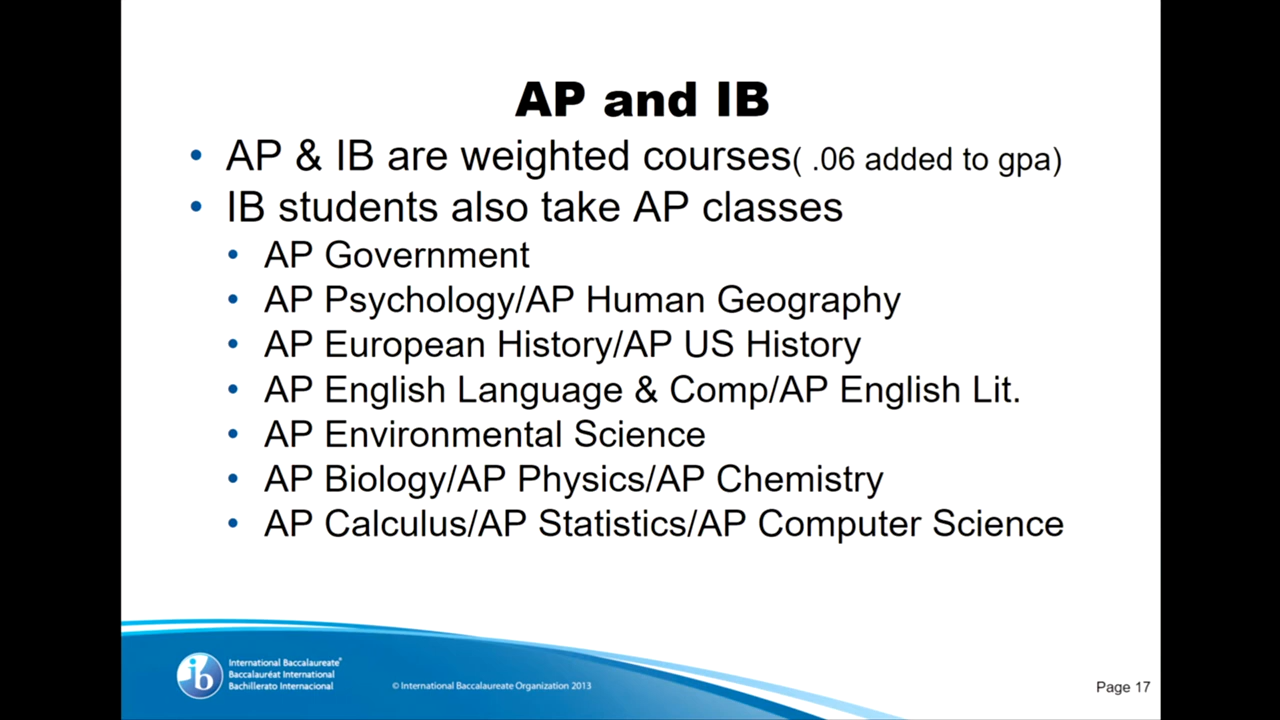 AP and IB
• AP & IB are weighted courses( .06 added to gpa)
• IB students also take AP classes
• AP Government
• AP Psychology/AP Human Geography
• AP European History/AP US History
• AP English Language & Comp/AP English Lit.
• AP Environmental Science
• AP Biology/AP Physics/AP Chemistry
• AP Calculus/AP Statistics/AP Computer Science
ib
International Baccalaureate®
Baccalauréat International
Bachillerato Internacional
© International Baccalaureate Organization 2013
Page 17